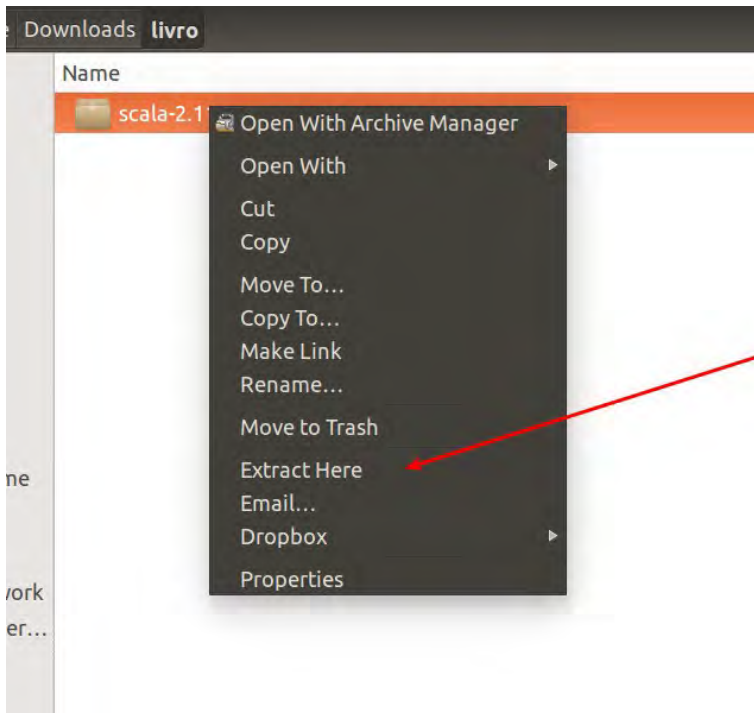 Downloads livro
Name
scala-2.1
Open With Archive Manager
Open With
Cut
Copy
Move To…
Copy To…
Make Link
Rename…
Move to Trash
Extract Here
Email…
Dropbox
Properties
me
work
er…